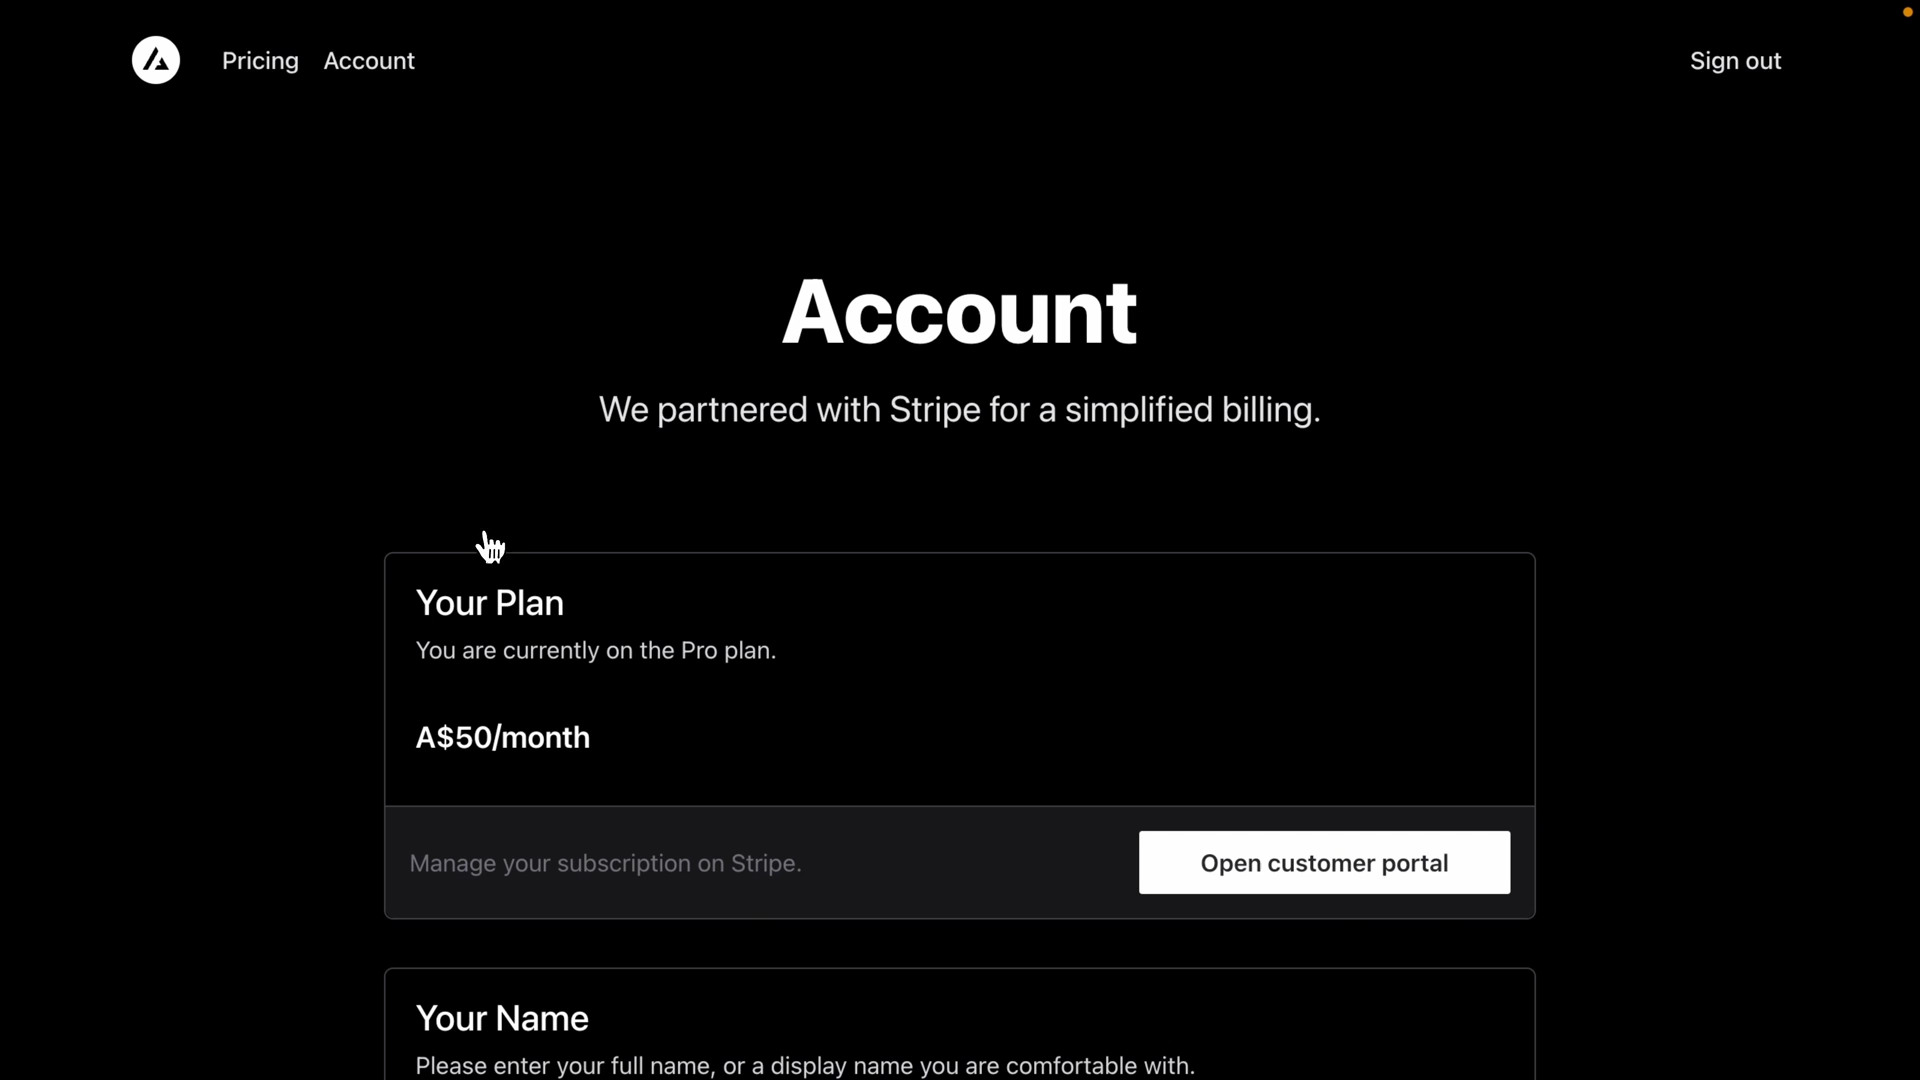 Pricing Account Sign out
Account
We partnered with Stripe for a simplified billing.
Your Plan
You are currently on the Pro plan.
A$50/month
Manage your subscription on Stripe. Open customer portal
Your Name
Please enter your full name, or a display name you are comfortable with.